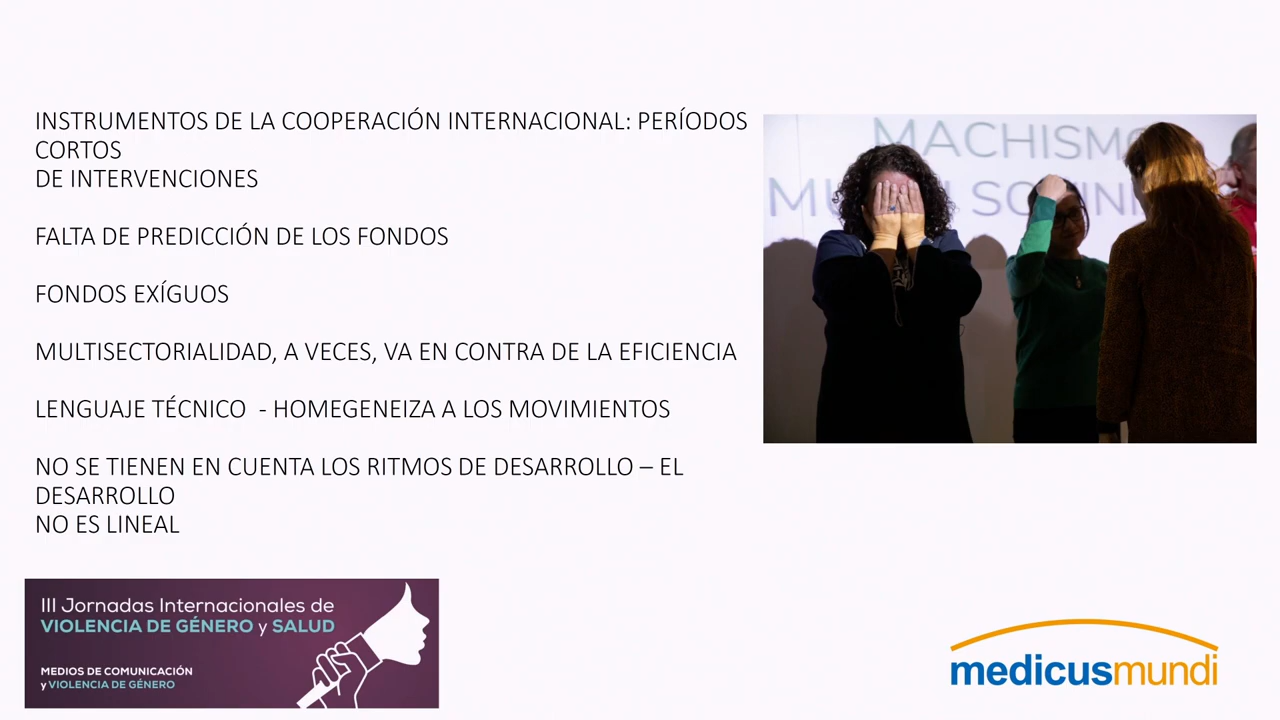 INSTRUMENTOS DE LA COOPERACIÓN INTERNACIONAL: PERÍODOS
CORTOS
DE INTERVENCIONES
FALTA DE PREDICCIÓN DE LOS FONDOS
FONDOS EXÍGUOS
MULTISECTORIALIDAD, A VECES, VA EN CONTRA DE LA EFICIENCIA
LENGUAJE TÉCNICO - HOMEGENEIZA A LOS MOVIMIENTOS
NO SE TIENEN EN CUENTA LOS RITMOS DE DESARROLLO – EL
DESARROLLO
NO ES LINEAL
MACHISMO
III Jornadas Internacionales de
VIOLENCIA DE GÉNERO y SALUD
MEDIOS DE COMUNICACIÓN
y VIOLENCIA DE GÉNERO
medicusmundi